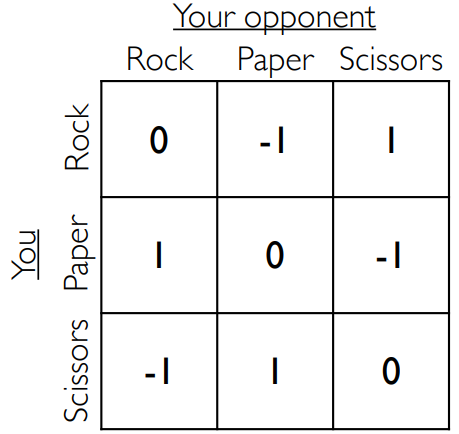 Your opponent
Rock Paper Scissors
Rock 0 -1 1
You
Paper 1 0 -1
Scissors -1 1 0